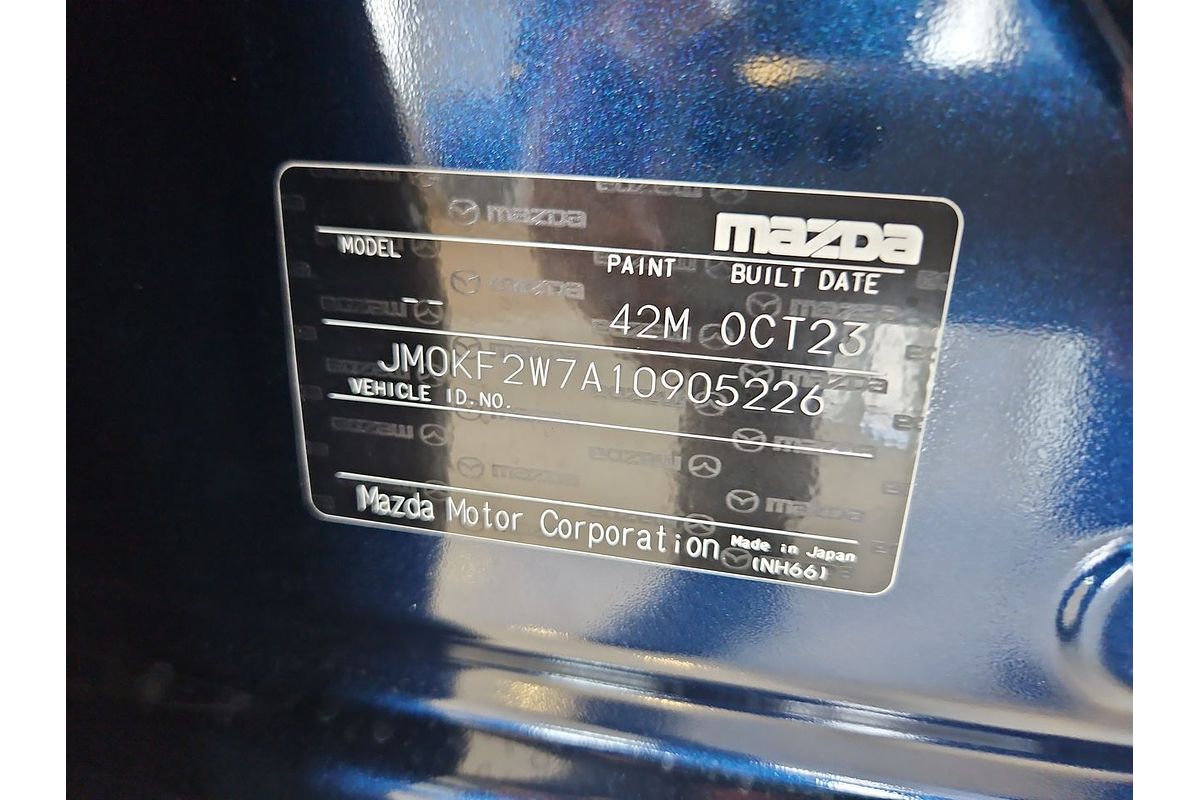 mazda
MODEL PAINT BUILT DATE
-- 42M OCT23
JM0KF2W7A10905226
VEHICLE ID.NO.
Mazda Motor Corporation Made in Japan
(NH66)